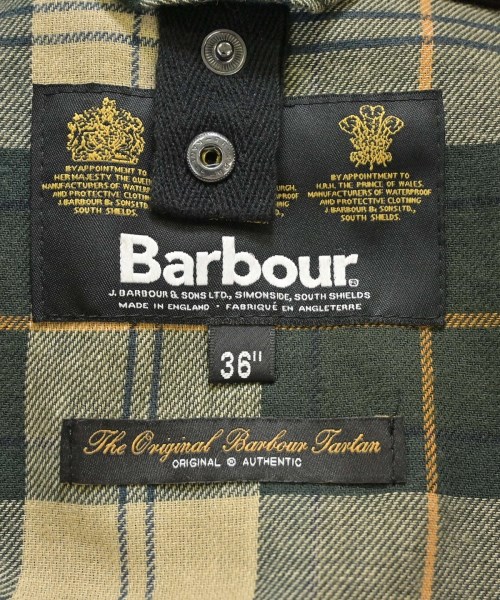 BY APPOINTMENT TO
HER MAJESTY THE QUEEN
MANUFACTURERS OF WATERP
AND PROTECTIVE CLOTHING
J. BARBOUR & SONS LTD
SOUTH SHIELDS.
BURGH,
BY APPOINTMENT TO
H.R.H. THE PRINCE OF WALES,
MANUFACTURERS OF WATERPROOF
AND PROTECTIVE CLOTHING
J. BARBOUR & SONS LTD.,
SOUTH SHIELDS.
Barbour®
J. BARBOUR & SONS LTD., SIMONSIDE, SOUTH SHIELDS
MADE IN ENGLAND · FABRIQUÉ EN ANGLETERRE
36"
The Original Barbour Tartan
ORIGINAL ® AUTHENTIC